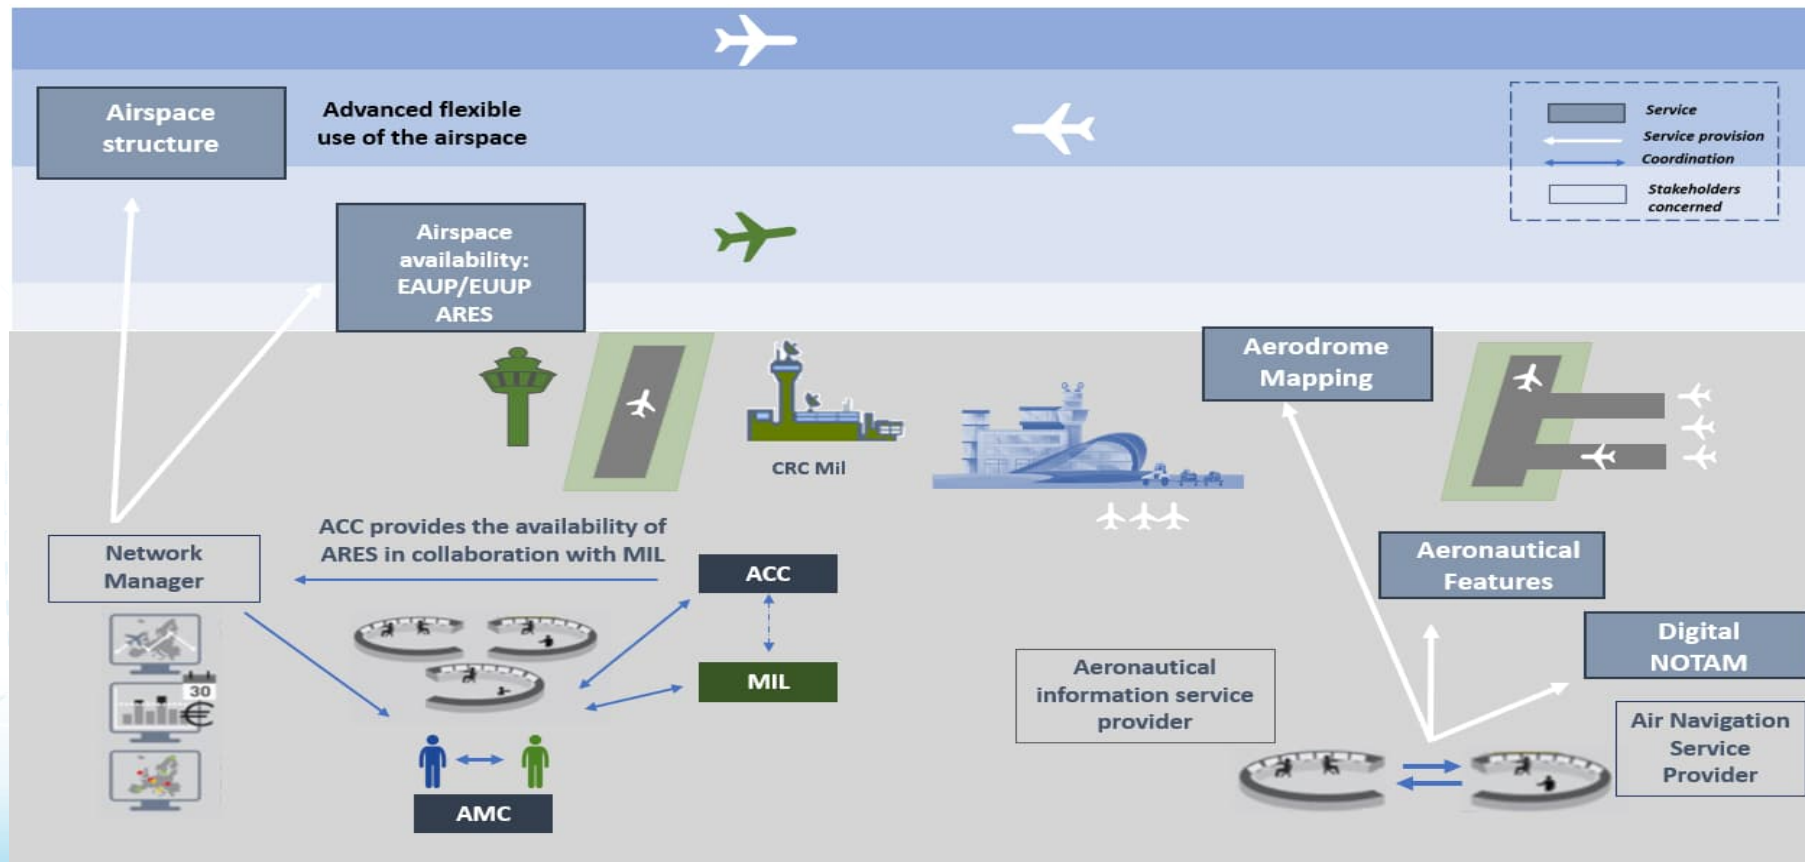 Airspace
structure
Advanced flexible
use of the airspace
Service
Service provision
Coordination
Stakeholders
concerned
Airspace
availability:
EAUP/EUUP
ARES
Aerodrome
Mapping
CRC Mil
ACC provides the availability of
ARES in collaboration with MIL
Network
Manager
ACC
Aeronautical
Features
MIL
Digital
NOTAM
Aeronautical
information service
provider
30
€
Air Navigation
Service
Provider
AMC